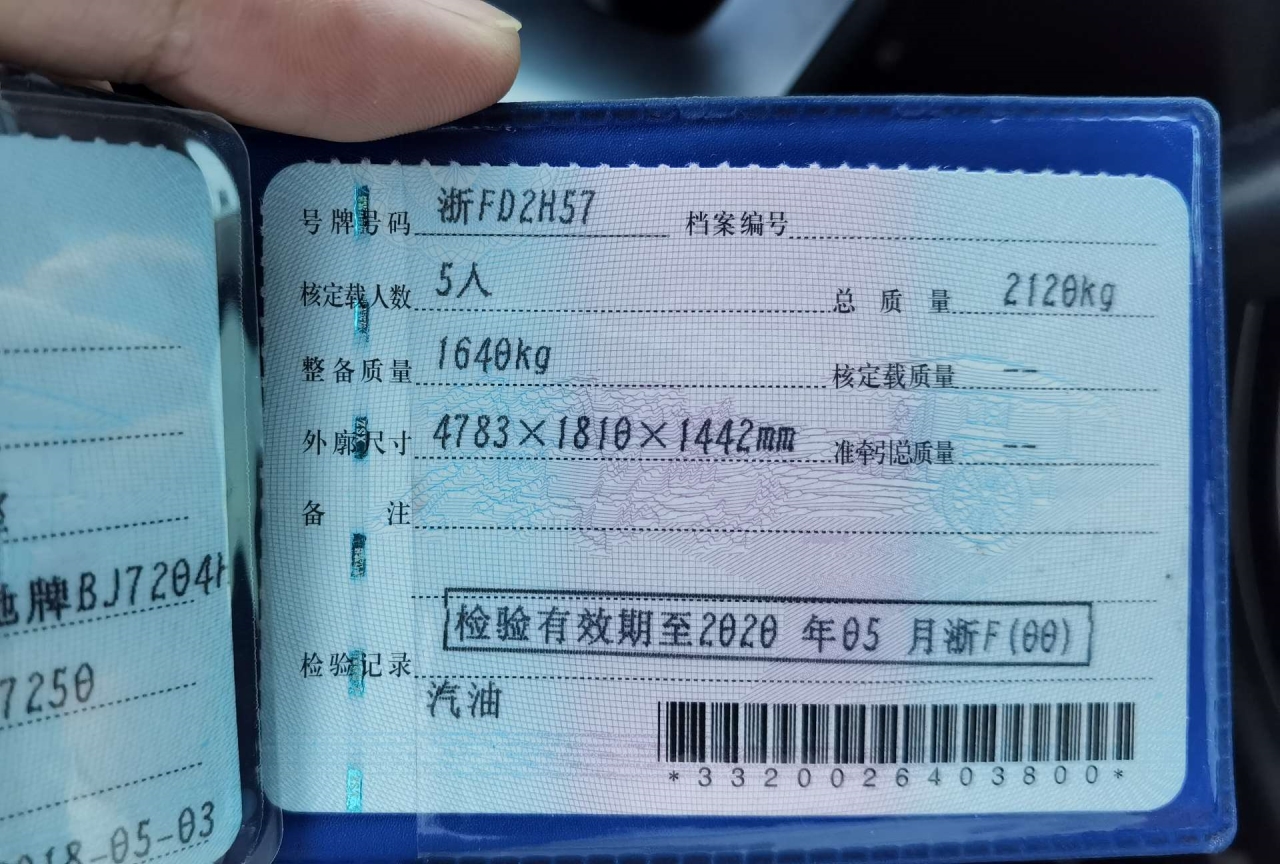 号牌号码 浙FD2H57 档案编号
核定载人数 5人 总质量 2120kg
整备质量 1640kg 核定载质量 --
外廓尺寸 4783×1810×1442mm 准牵引总质量 --
备注
检验有效期至2020 年05 月浙F(00)
检验记录
汽油
*3320026403800*
牌BJ7204
7250
18-05-03